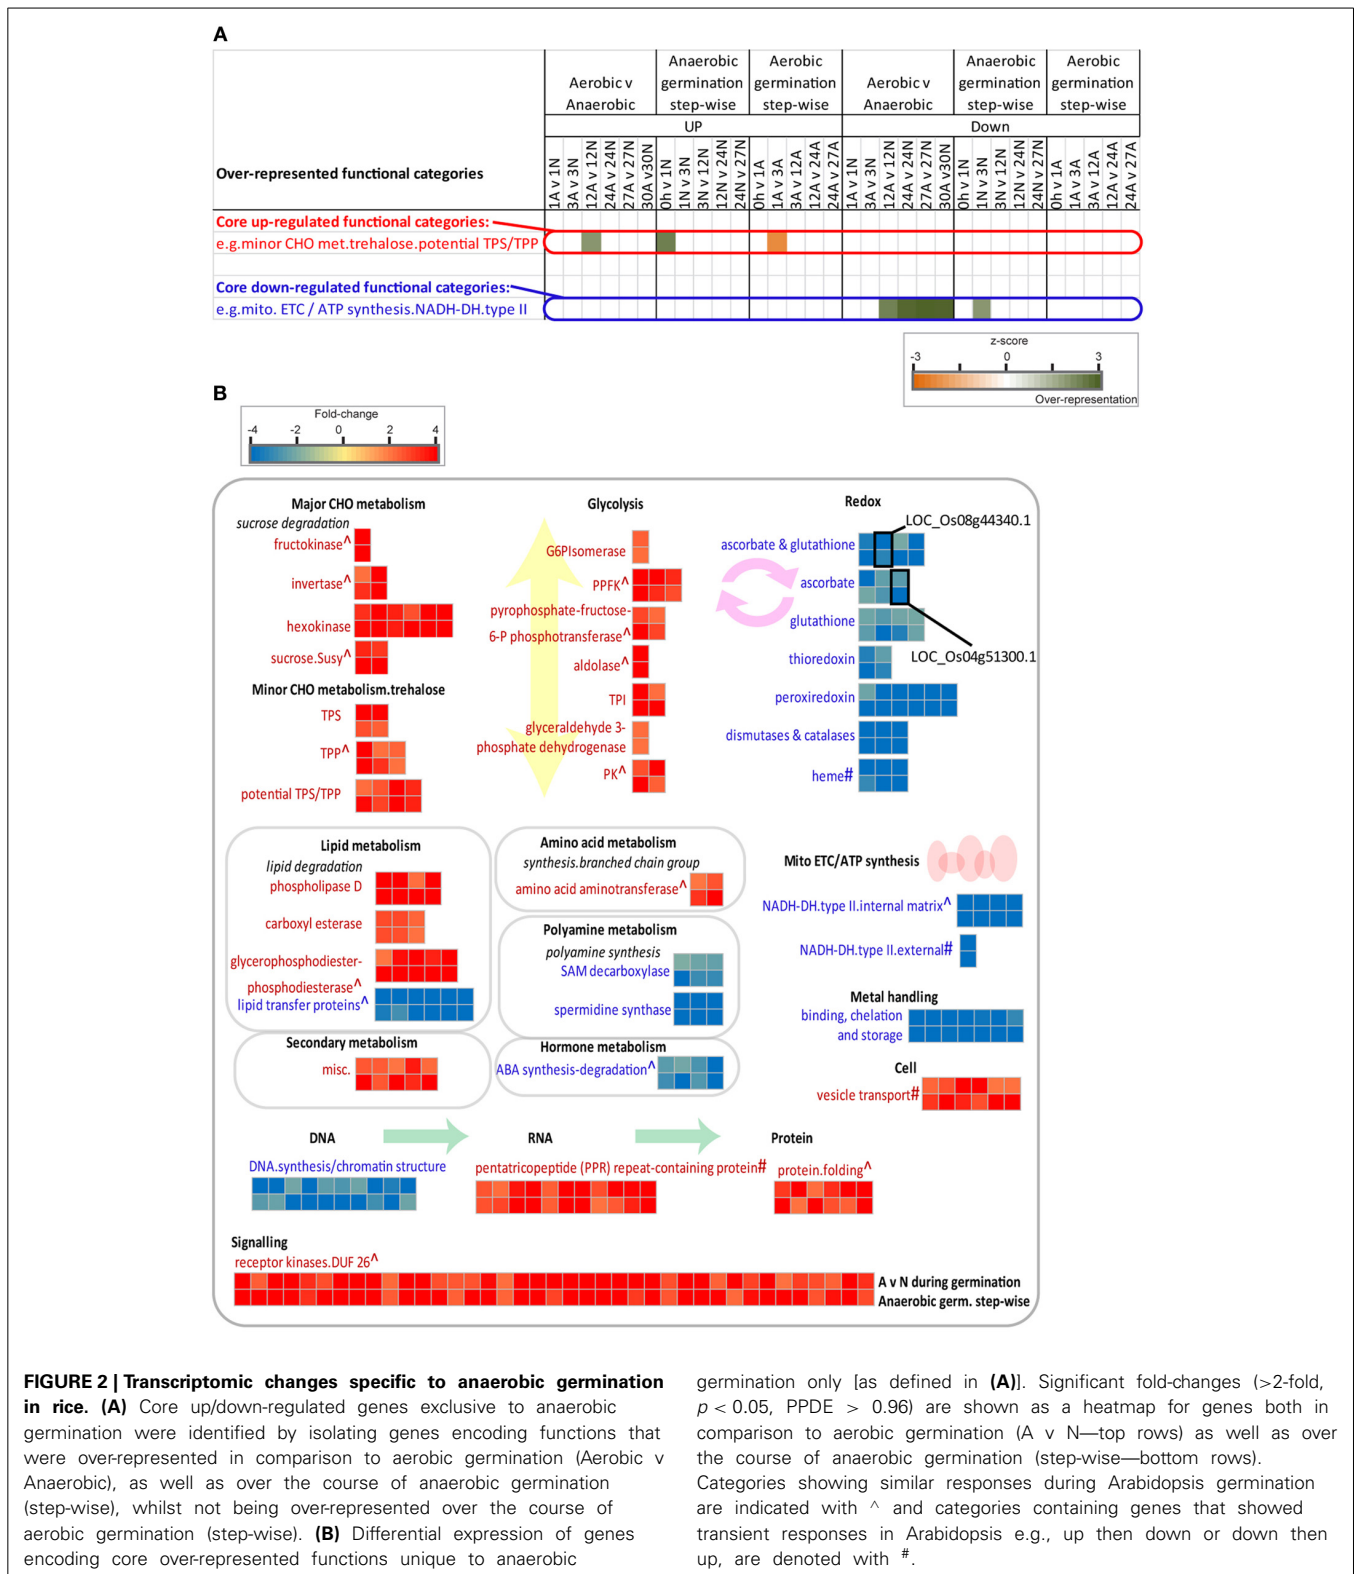 A
Aerobic v Anaerobic
Anaerobic germination step-wise
Aerobic germination step-wise
Aerobic v Anaerobic
Anaerobic germination step-wise
Aerobic germination step-wise
UP
Down
Over-represented functional categories
1A v 1N
3A v 3N
12A v 12N
24A v 24N
27A v 27N
30A v30N
0h v 1N
1N v 3N
3N v 12N
12N v 24N
24N v 27N
0h v 1A
1A v 3A
3A v 12A
12A v 24A
24A v 27A
1A v 1N
3A v 3N
12A v 12N
24A v 24N
27A v 27N
30A v30N
0h v 1N
1N v 3N
3N v 12N
12N v 24N
24N v 27N
0h v 1A
1A v 3A
3A v 12A
12A v 24A
24A v 27A
Core up-regulated functional categories:
e.g.minor CHO met.trehalose.potential TPS/TPP
Core down-regulated functional categories:
e.g.mito. ETC / ATP synthesis.NADH-DH.type II
z-score
-3 0 3
Over-representation
B
Fold-change
-4 -2 0 2 4
Major CHO metabolism
sucrose degradation
fructokinase^
invertase^
hexokinase
sucrose.Susy^
Minor CHO metabolism.trehalose
TPS
TPP^
potential TPS/TPP
Glycolysis
G6PIsomerase
PPFK^
pyrophosphate-fructose-
6-P phosphotransferase^
aldolase^
TPI
glyceraldehyde 3-
phosphate dehydrogenase
PK^
Redox
LOC_Os08g44340.1
ascorbate & glutathione
ascorbate
glutathione
LOC_Os04g51300.1
thioredoxin
peroxiredoxin
dismutases & catalases
heme#
Lipid metabolism
lipid degradation
phospholipase D
carboxyl esterase
glycerophosphodiester-
phosphodiesterase^
lipid transfer proteins^
Secondary metabolism
misc.
Amino acid metabolism
synthesis.branched chain group
amino acid aminotransferase^
Polyamine metabolism
polyamine synthesis
SAM decarboxylase
spermidine synthase
Hormone metabolism
ABA synthesis-degradation^
Mito ETC/ATP synthesis
NADH-DH.type II.internal matrix^
NADH-DH.type II.external#
Metal handling
binding, chelation
and storage
Cell
vesicle transport#
DNA
RNA
Protein
DNA.synthesis/chromatin structure
pentatricopeptide (PPR) repeat-containing protein#
protein.folding^
Signalling
receptor kinases.DUF 26^
A v N during germination
Anaerobic germ. step-wise
FIGURE 2 | Transcriptomic changes specific to anaerobic germination
in rice. (A) Core up/down-regulated genes exclusive to anaerobic
germination were identified by isolating genes encoding functions that
were over-represented in comparison to aerobic germination (Aerobic v
Anaerobic), as well as over the course of anaerobic germination
(step-wise), whilst not being over-represented over the course of
aerobic germination (step-wise). (B) Differential expression of genes
encoding core over-represented functions unique to anaerobic
germination only [as defined in (A)]. Significant fold-changes (>2-fold,
p < 0.05, PPDE > 0.96) are shown as a heatmap for genes both in
comparison to aerobic germination (A v N—top rows) as well as over
the course of anaerobic germination (step-wise—bottom rows).
Categories showing similar responses during Arabidopsis germination
are indicated with ^ and categories containing genes that showed
transient responses in Arabidopsis e.g., up then down or down then
up, are denoted with #.